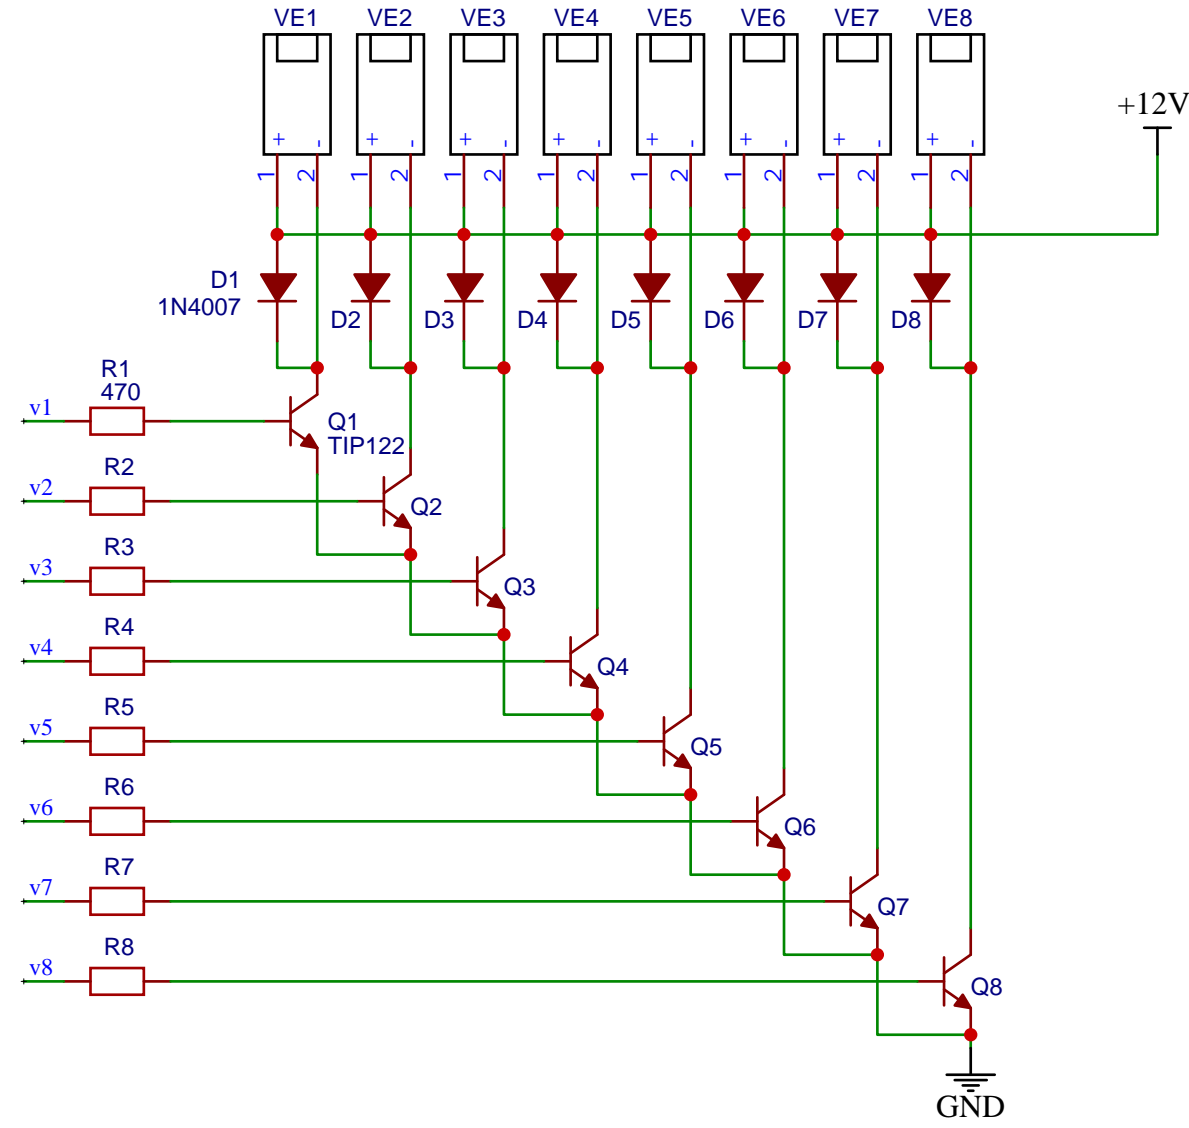 VE1 VE2 VE3 VE4 VE5 VE6 VE7 VE8
+12V
+ - + - + - + - + - + - + - + -
1 2 1 2 1 2 1 2 1 2 1 2 1 2 1 2
D1
1N4007
D2 D3 D4 D5 D6 D7 D8
R1
470
v1
Q1
TIP122
R2
v2
Q2
R3
v3
Q3
R4
v4
Q4
R5
v5
Q5
R6
v6
Q6
R7
v7
Q7
R8
v8
Q8
GND